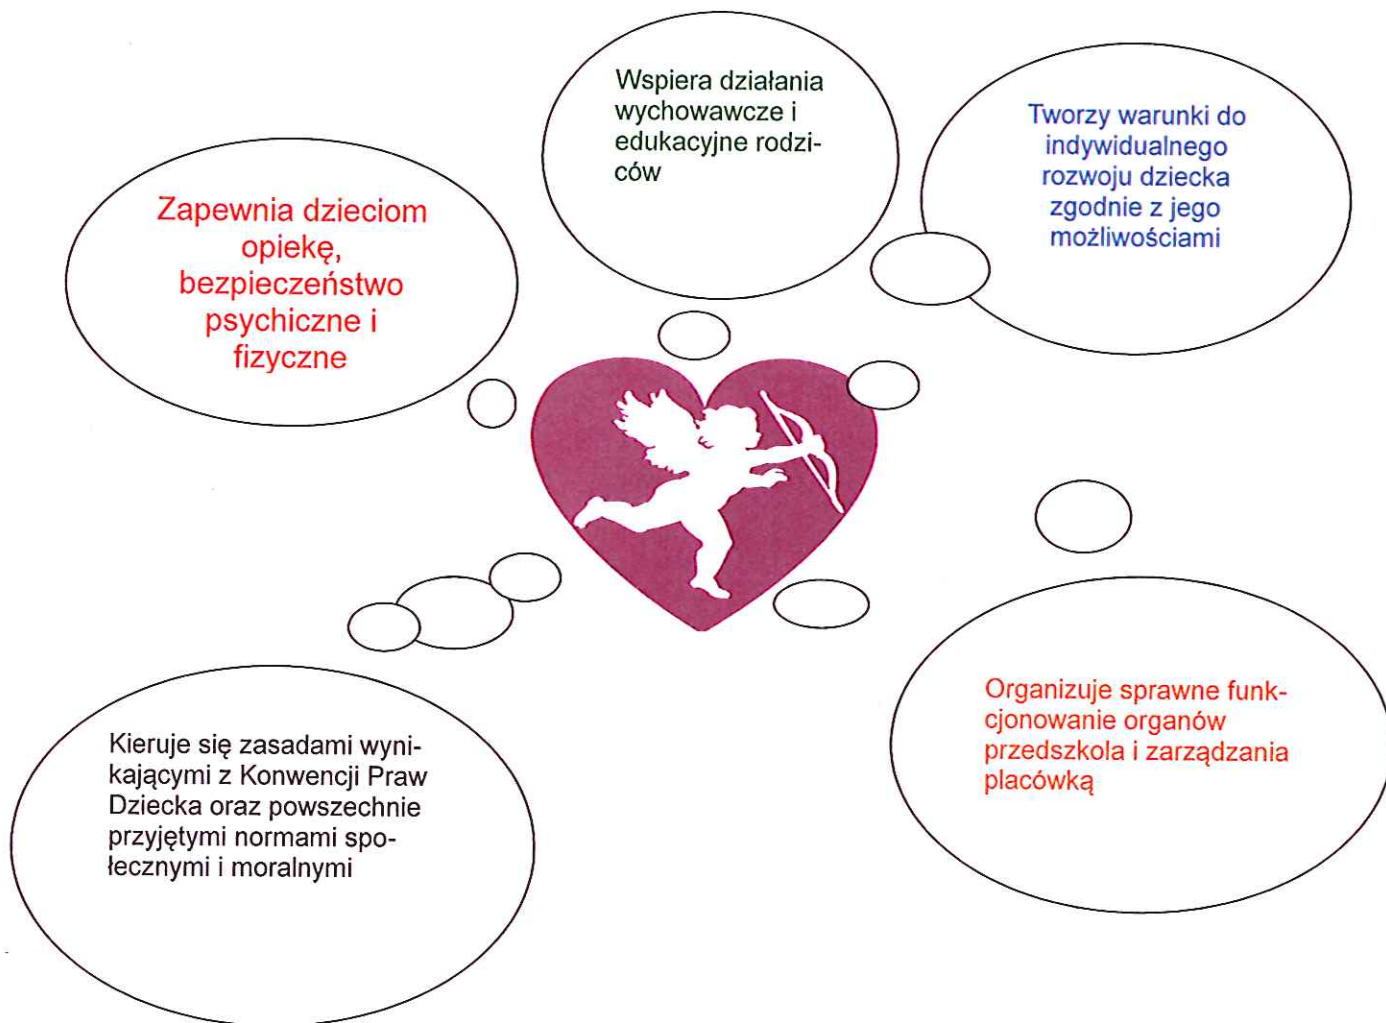 Wspiera działania
wychowawcze i
edukacyjne rodzi-
ców
Tworzy warunki do
indywidualnego
rozwoju dziecka
zgodnie z jego
możliwościami
Zapewnia dzieciom
opiekę,
bezpieczeństwo
psychiczne i
fizyczne
Organizuje sprawne funk-
cjonowanie organów
przedszkola i zarządzania
placówką
Kieruje się zasadami wyni-
kającymi z Konwencji Praw
Dziecka oraz powszechnie
przyjętymi normami spo-
łecznymi i moralnymi